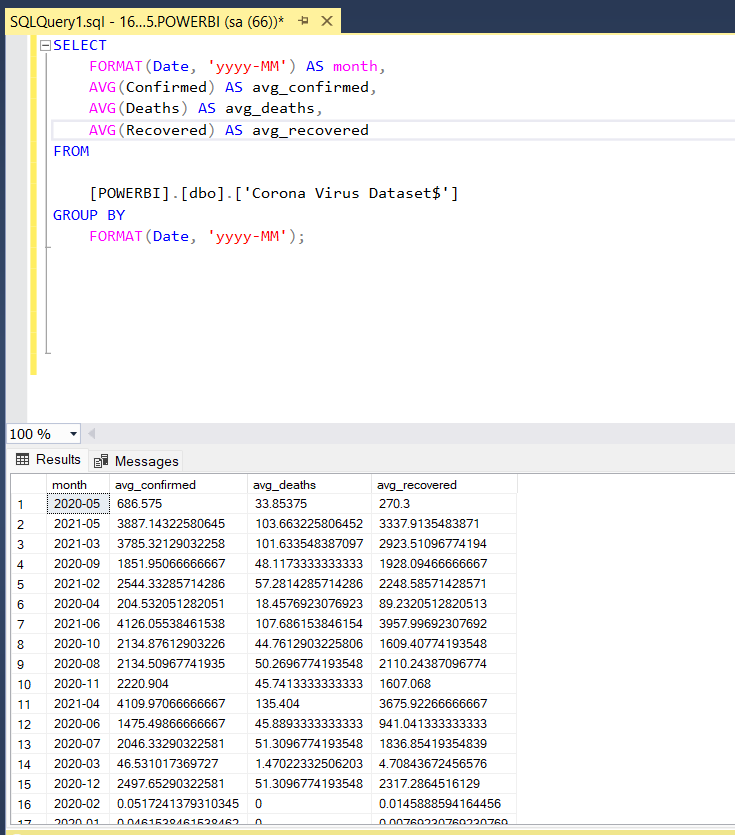 SQLQuery1.sql - 16...5.POWERBI (sa (66))*
SELECT
FORMAT(Date, 'yyyy-MM') AS month,
AVG(Confirmed) AS avg_confirmed,
AVG(Deaths) AS avg_deaths,
AVG(Recovered) AS avg_recovered
FROM
[POWERBI].[dbo].['Corona Virus Dataset$']
GROUP BY
FORMAT(Date, 'yyyy-MM');
100 %
Results Messages
month avg_confirmed avg_deaths avg_recovered
1 2020-05 686.575 33.85375 270.3
2 2021-05 3887.14322580645 103.663225806452 3337.9135483871
3 2021-03 3785.32129032258 101.633548387097 2923.51096774194
4 2020-09 1851.95066666667 48.1173333333333 1928.09466666667
5 2021-02 2544.33285714286 57.2814285714286 2248.58571428571
6 2020-04 204.532051282051 18.4576923076923 89.2320512820513
7 2021-06 4126.05538461538 107.686153846154 3957.99692307692
8 2020-10 2134.87612903226 44.7612903225806 1609.40774193548
9 2020-08 2134.50967741935 50.2696774193548 2110.24387096774
10 2020-11 2220.904 45.7413333333333 1607.068
11 2021-04 4109.97066666667 135.404 3675.92266666667
12 2020-06 1475.49866666667 45.8893333333333 941.041333333333
13 2020-07 2046.33290322581 51.3096774193548 1836.85419354839
14 2020-03 46.531017369727 1.47022332506203 4.70843672456576
15 2020-12 2497.65290322581 51.3096774193548 2317.2864516129
16 2020-02 0.0517241379310345 0 0.0145888594164456
17 2020-01 0.0461538461538462 0 0.00769230769230769